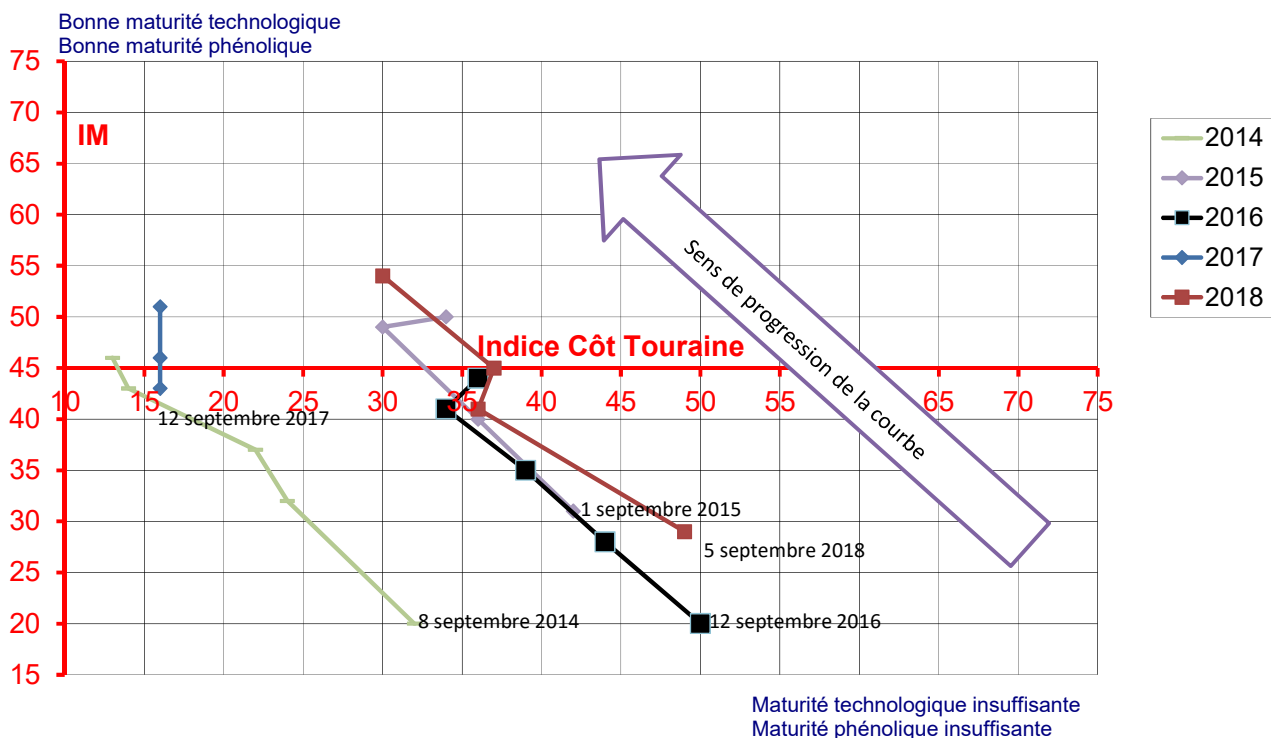 Bonne maturité technologique
Bonne maturité phénolique
75
70
65
60
55
50
45
40
35
30
25
20
15
IM
Indice Côt Touraine
10 15 20 25 30 35 40 45 50 55 65 70 75
Sens de progression de la courbe
12 septembre 2017
1 septembre 2015
5 septembre 2018
8 septembre 2014
12 septembre 2016
2014
2015
2016
2017
2018
Maturité technologique insuffisante
Maturité phénolique insuffisante